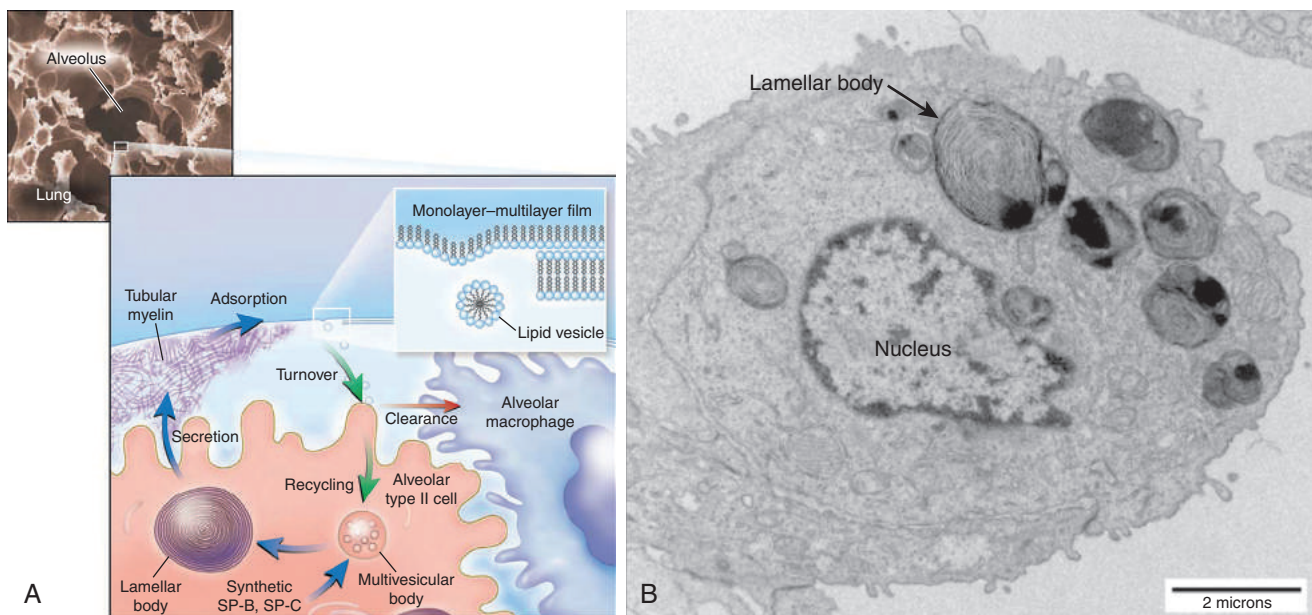 Alveolus
Lung
Monolayer–multilayer film
Lipid vesicle
Tubular
myelin
Adsorption
Turnover
Clearance
Alveolar
macrophage
Secretion
Recycling
Alveolar
type II cell
Lamellar
body
Synthetic
SP-B, SP-C
Multivesicular
body
A
Lamellar body
Nucleus
B
2 microns